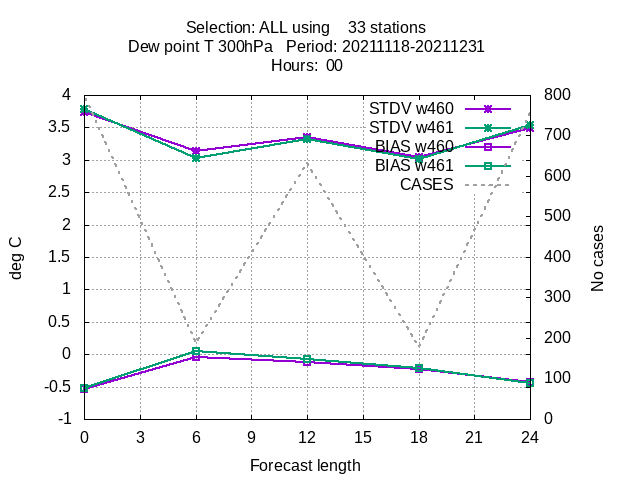 Selection: ALL using    33 stations
Dew point T 300hPa   Period: 20211118-20211231
Hours:  00
STDV w460
STDV w461
BIAS w460
BIAS w461
CASES
4
3.5
3
2.5
2
1.5
1
0.5
0
-0.5
-1
deg C
800
700
600
500
400
300
200
100
0
No cases
0 3 6 9 12 15 18 21 24
Forecast length